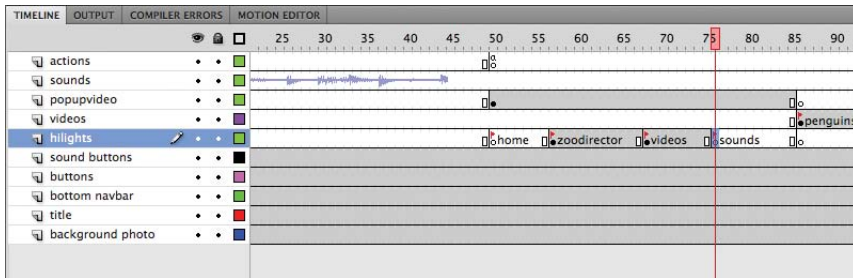 TIMELINE OUTPUT COMPILER ERRORS MOTION EDITOR
25 30 35 40 45 50 55 60 65 70 75 80 85 90
actions
a
sounds
popupvideo
videos
penguins
hilights
home zoodirector videos sounds
sound buttons
buttons
bottom navbar
title
background photo